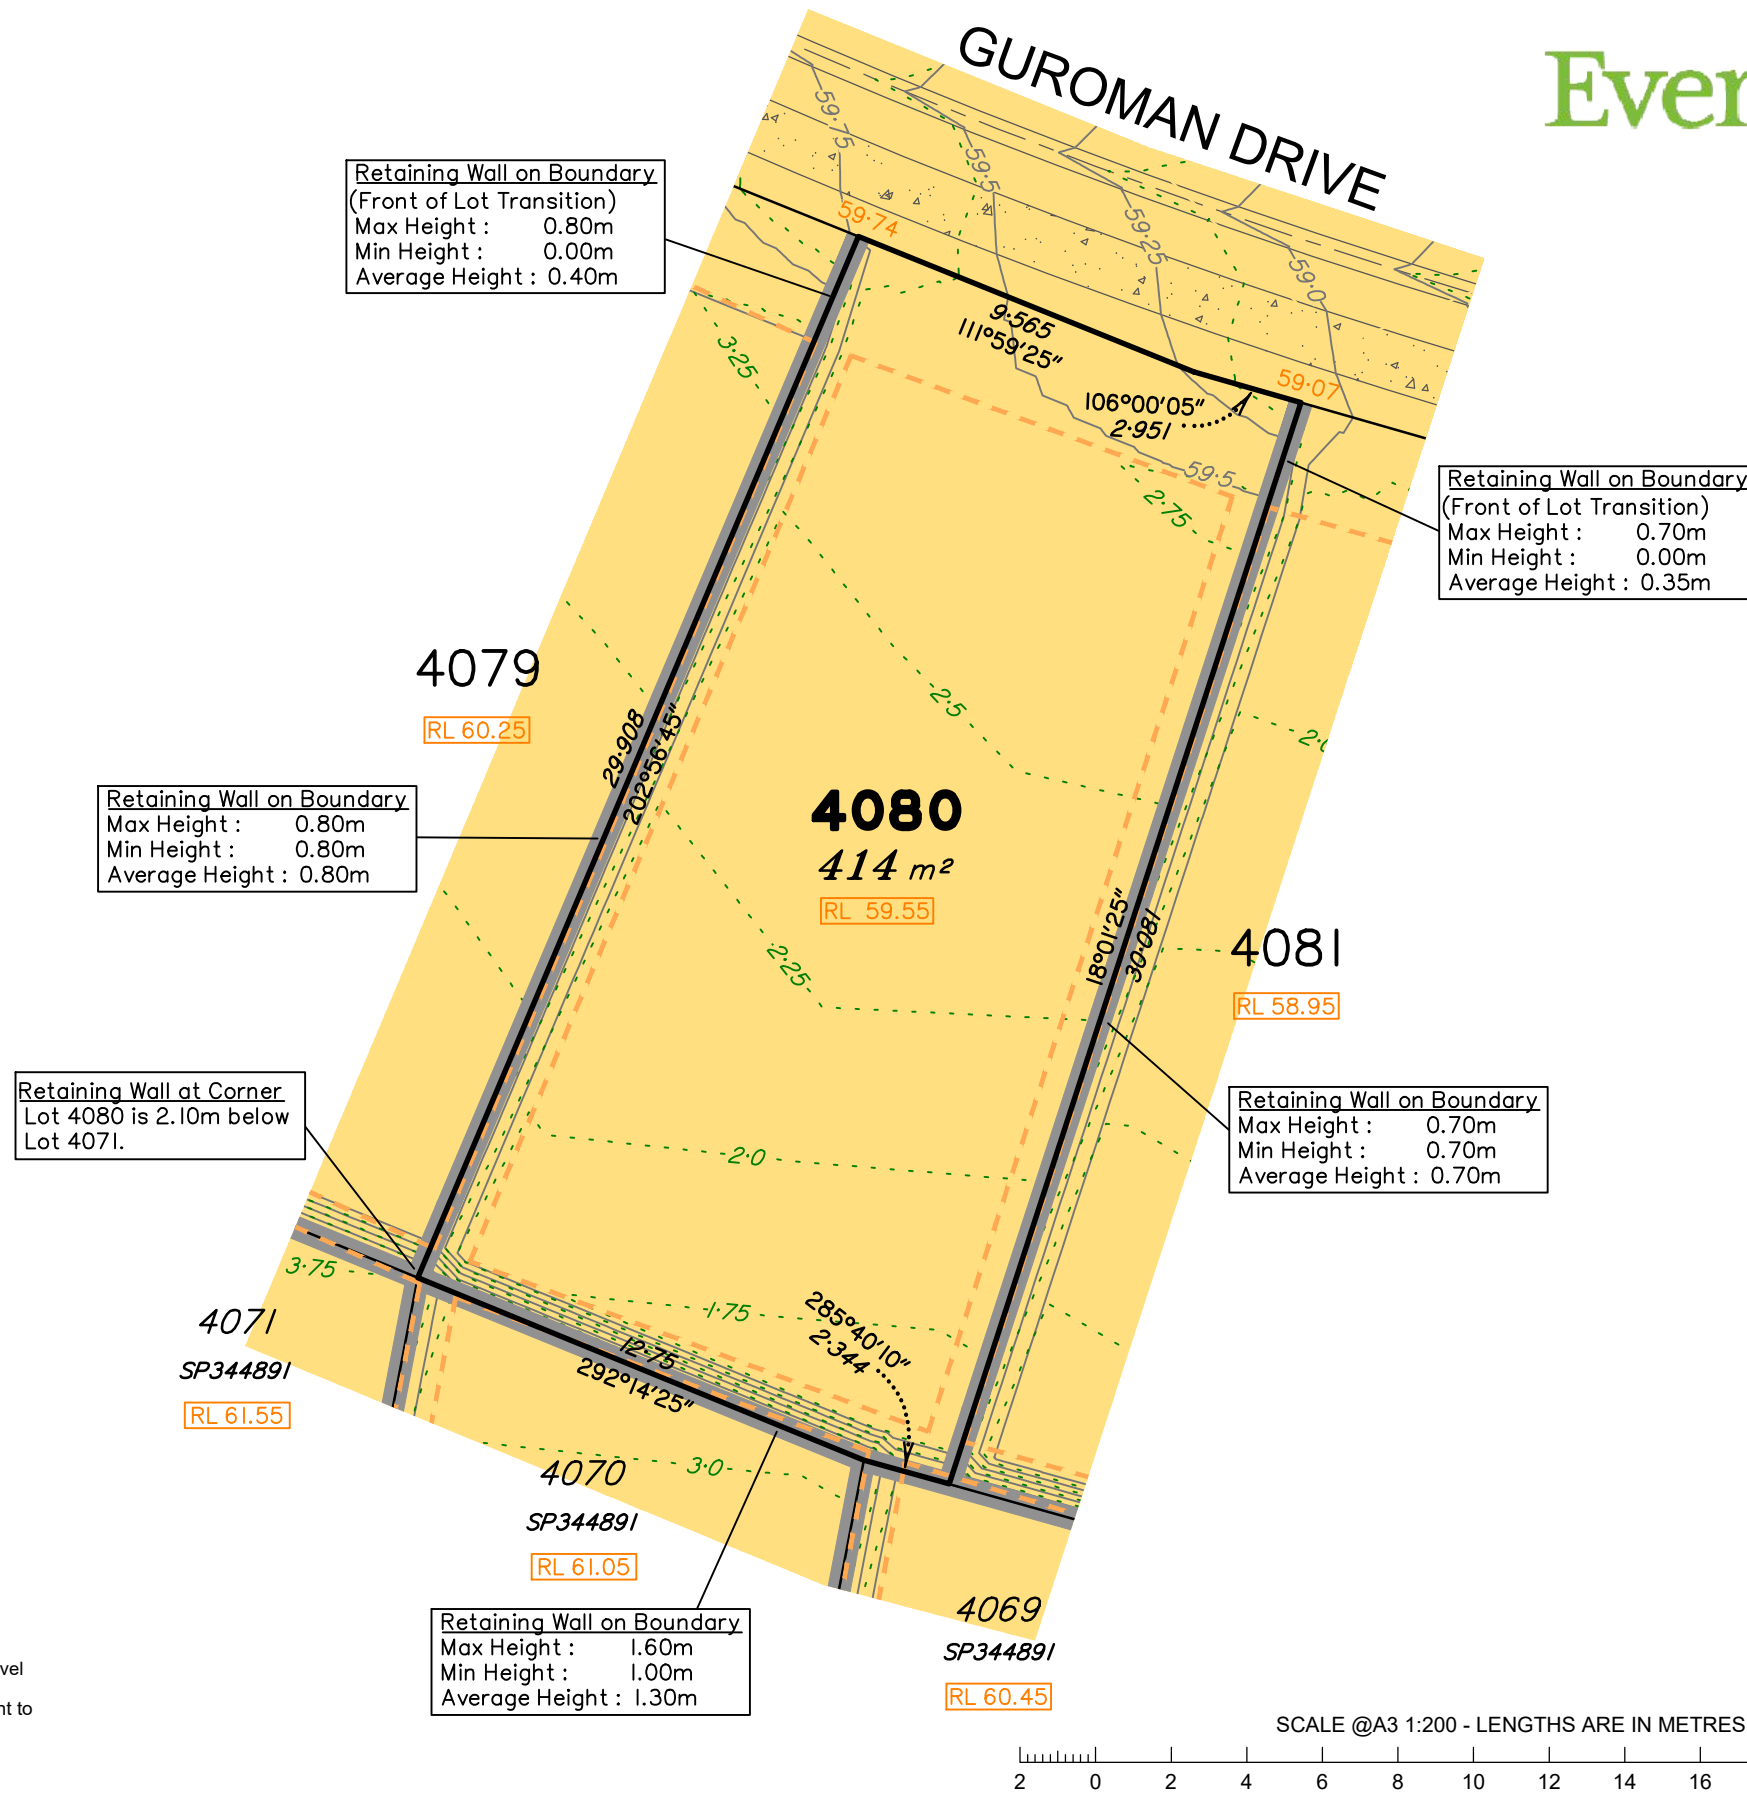 GUROMAN DRIVE
Ever
59·75
59·5
59·25
59·0
Retaining Wall on Boundary
(Front of Lot Transition)
Max Height : 0.80m
Min Height : 0.00m
Average Height : 0.40m
59·74
9·565
111°59'25"
59·07
106°00'05"
2·951
3·25
59·5
2·75
Retaining Wall on Boundary
(Front of Lot Transition)
Max Height : 0.70m
Min Height : 0.00m
Average Height : 0.35m
4079
RL 60.25
29·908
202°56'45"
2·5
2·0
Retaining Wall on Boundary
Max Height : 0.80m
Min Height : 0.80m
Average Height : 0.80m
4080
414 m²
RL 59.55
2·25
18°01'25"
30·081
4081
RL 58.95
Retaining Wall at Corner
Lot 4080 is 2.10m below
Lot 4071.
Retaining Wall on Boundary
Max Height : 0.70m
Min Height : 0.70m
Average Height : 0.70m
2·0
3·75
1·75
285°40'10"
2·344
12·75
292°14'25"
4071
SP344891
RL 61.55
3·0
4070
SP344891
RL 61.05
4069
SP344891
RL 60.45
Retaining Wall on Boundary
Max Height : 1.60m
Min Height : 1.00m
Average Height : 1.30m
vel
nt to
SCALE @A3 1:200 - LENGTHS ARE IN METRES
2 0 2 4 6 8 10 12 14 16